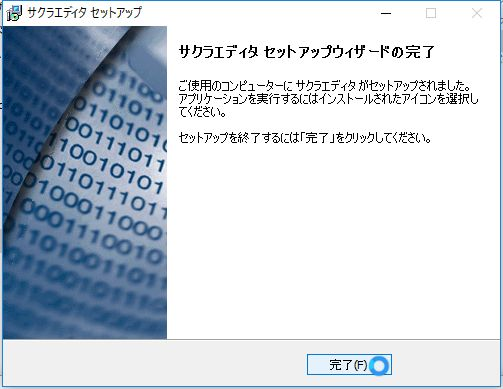 サクラエディタ セットアップ
サクラエディタ セットアップウィザードの完了
ご使用のコンピューターに サクラエディタ がセットアップされました。
アプリケーションを実行するにはインストールされたアイコンを選択し
てください。
セットアップを終了するには「完了」をクリックしてください。
完了(F)